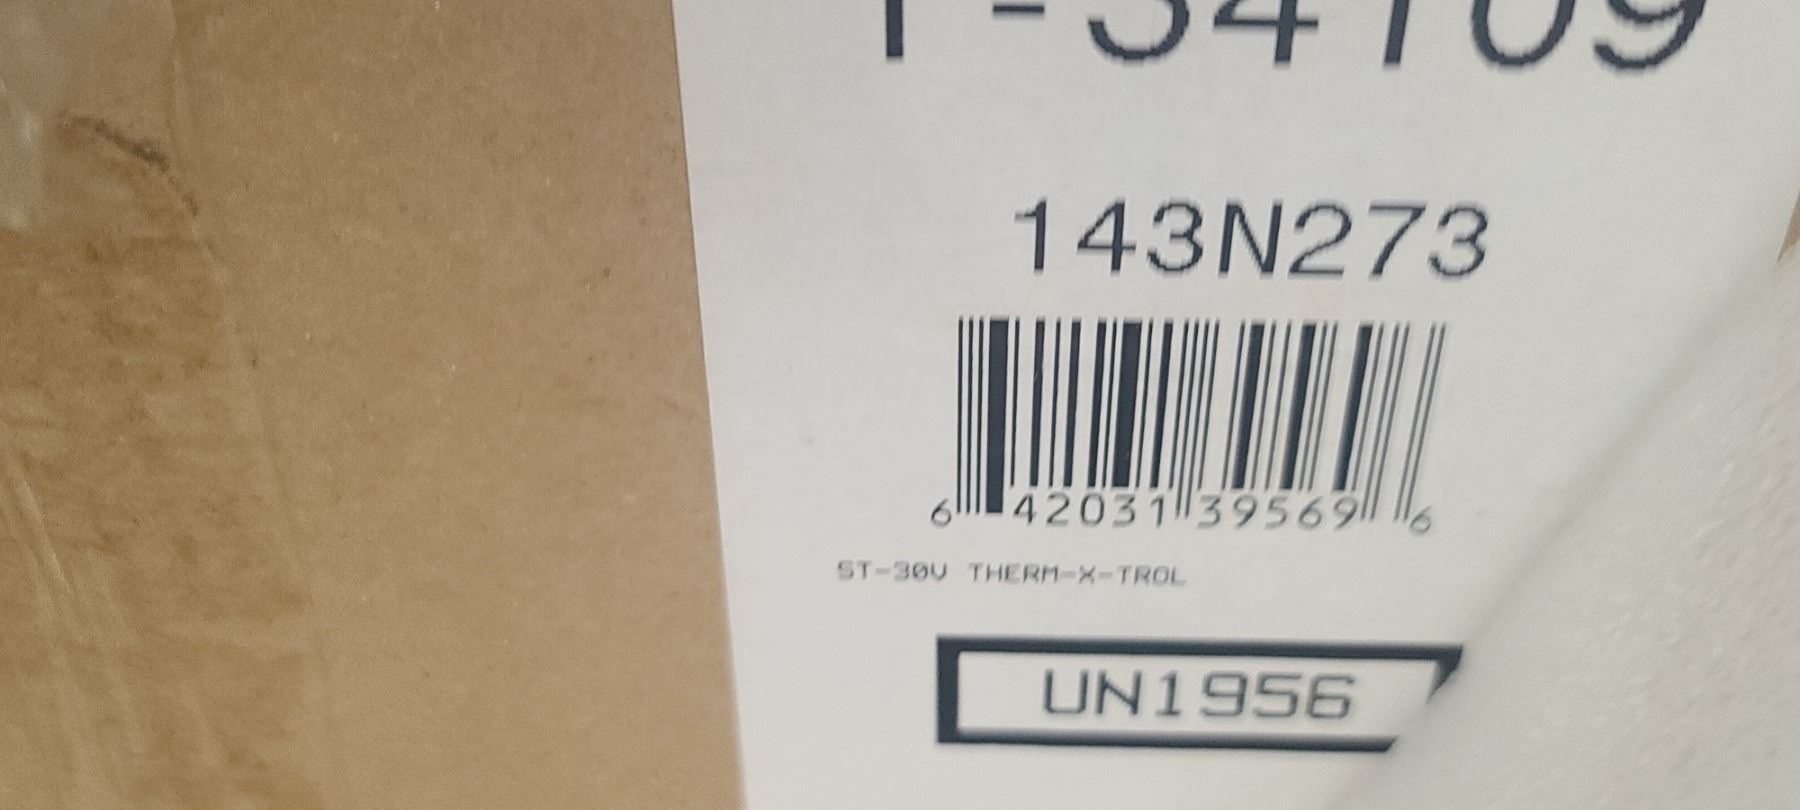 143N273
6 42031 39569 6
ST-30V THERM-X-TROL
UN1956